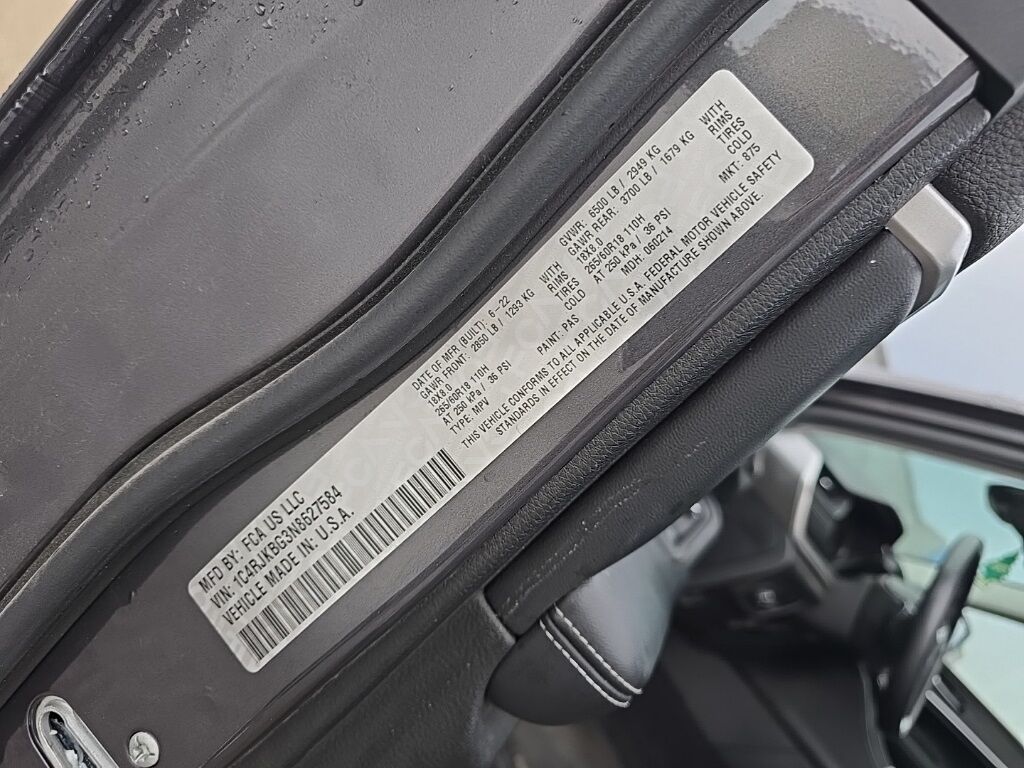 MFD BY: FCA US LLC
VIN: 1C4RJKBG3N8527584
VEHICLE MADE IN: U.S.A.
DATE OF MFR (BUILT): 6-22
GAWR FRONT: 2850 LB / 1293 KG WITH
18X8.0 RIMS
265/60R18 110H TIRES
AT 250 kPa / 36 PSI COLD
TYPE: MPV
PAINT: PAS
GVWR: 6500 LB / 2949 KG
GAWR REAR: 3700 LB / 1679 KG WITH
18X8.0 RIMS
265/60R18 110H TIRES
AT 250 kPa / 36 PSI COLD
MDH: 060214
MKT: 875
THIS VEHICLE CONFORMS TO ALL APPLICABLE U.S.A. FEDERAL MOTOR VEHICLE SAFETY
STANDARDS IN EFFECT ON THE DATE OF MANUFACTURE SHOWN ABOVE.